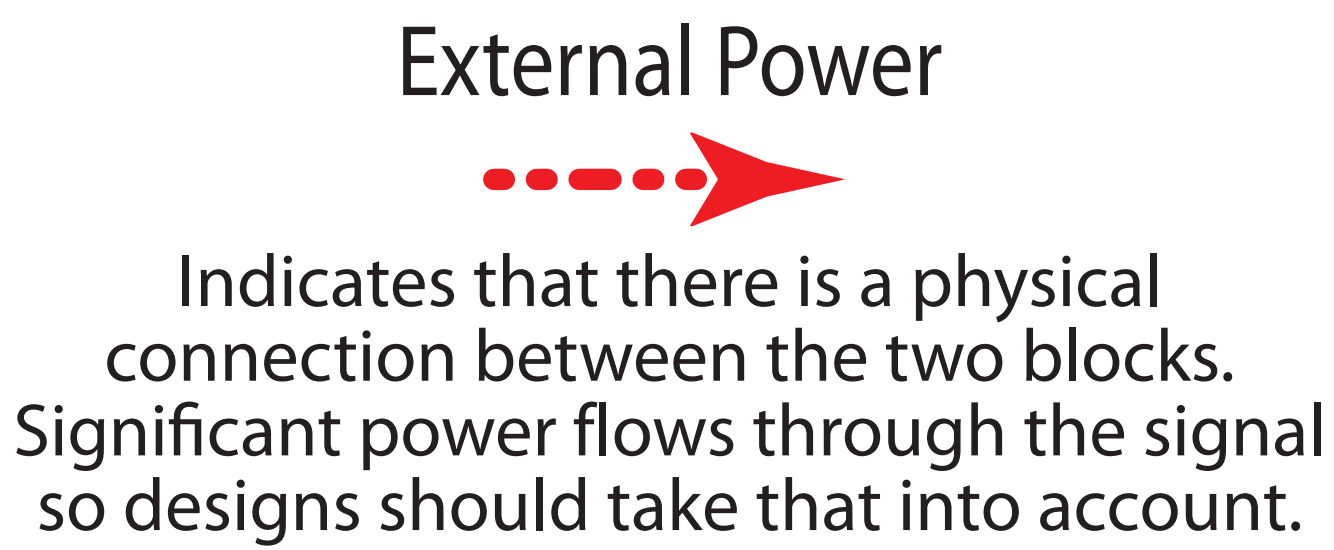 External Power
Indicates that there is a physical
connection between the two blocks.
Significant power flows through the signal
so designs should take that into account.